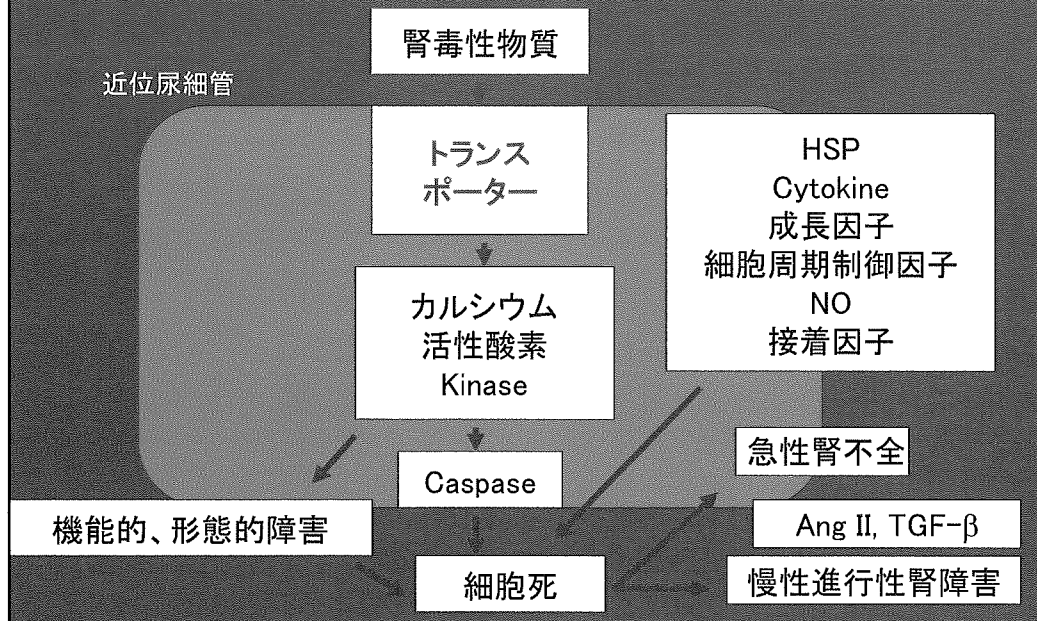 腎毒性物質
近位尿細管
トランス
ポーター
HSP
Cytokine
成長因子
細胞周期制御因子
NO
接着因子
カルシウム
活性酸素
Kinase
急性腎不全
Caspase
機能的、形態的障害
Ang II, TGF-β
細胞死
慢性進行性腎障害